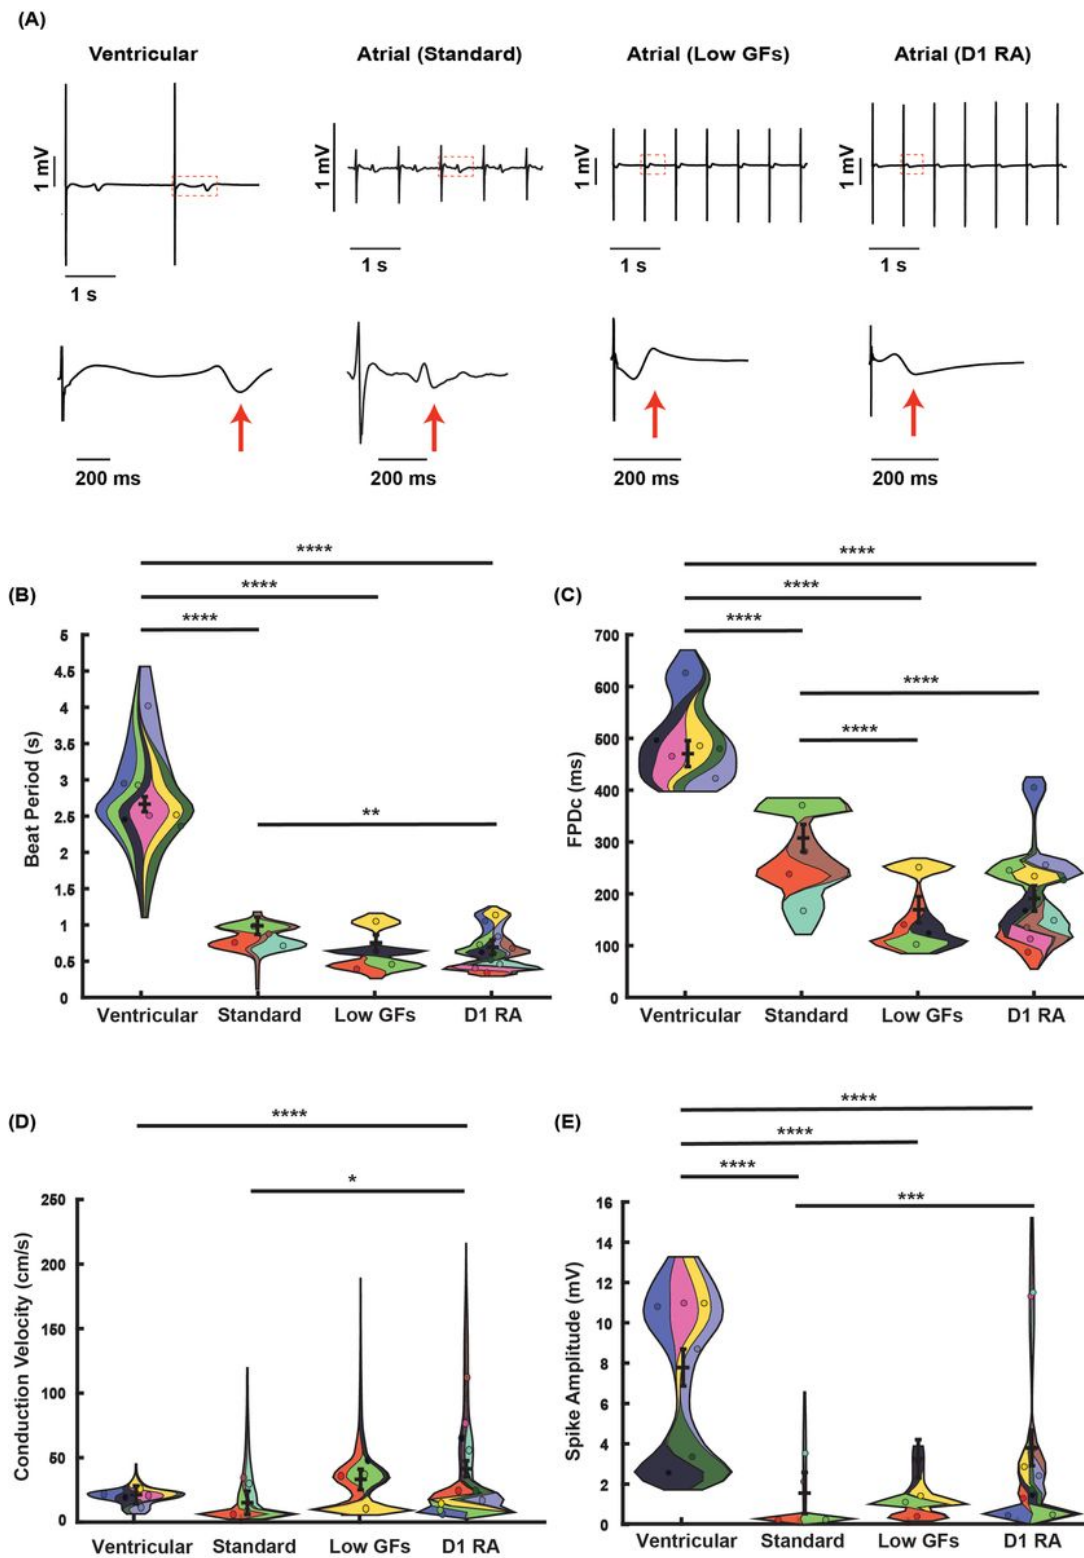 (A)
Ventricular Atrial (Standard) Atrial (Low GFs) Atrial (D1 RA)
1 mV 1 mV 1 mV 1 mV
1 s 1 s 1 s 1 s
200 ms 200 ms 200 ms 200 ms
(B)
****
****
****
**
Beat Period (s)
5
4.5
4
3.5
3
2.5
2
1.5
1
0.5
0
Ventricular Standard Low GFs D1 RA
(C)
****
****
****
****
****
FPDc (ms)
700
600
500
400
300
200
100
0
Ventricular Standard Low GFs D1 RA
(D)
****
*
Conduction Velocity (cm/s)
250
200
150
100
50
0
Ventricular Standard Low GFs D1 RA
(E)
****
****
****
***
Spike Amplitude (mV)
16
14
12
10
8
6
4
2
0
Ventricular Standard Low GFs D1 RA